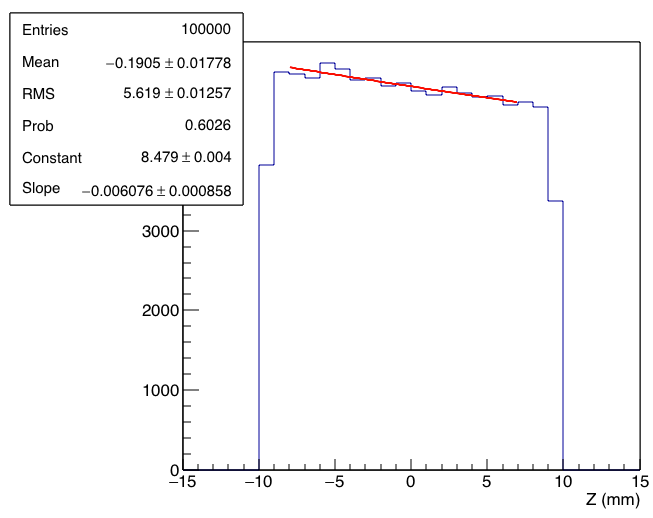 Entries 100000
Mean −0.1905 ± 0.01778
RMS 5.619 ± 0.01257
Prob 0.6026
Constant 8.479 ± 0.004
Slope −0.006076 ± 0.000858
3000
2000
1000
0
−15 −10 −5 0 5 10 15
Z (mm)